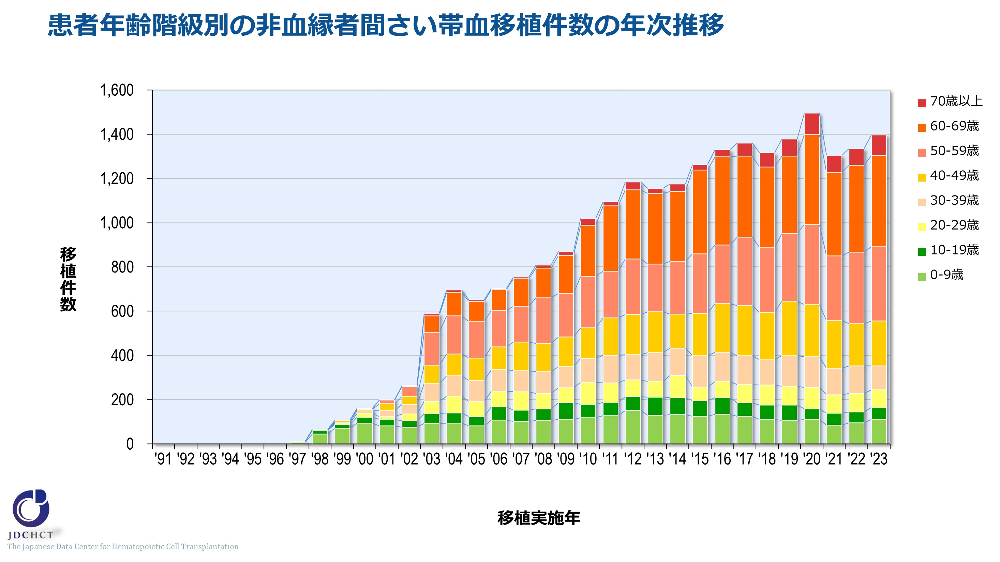 患者年齢階級別の非血縁者間さい帯血移植件数の年次推移
1,600
1,400
1,200
1,000
800
600
400
200
0
移植件数
'91 '92 '93 '94 '95 '96 '97 '98 '99 '00 '01 '02 '03 '04 '05 '06 '07 '08 '09 '10 '11 '12 '13 '14 '15 '16 '17 '18 '19 '20 '21 '22 '23
移植実施年
70歳以上
60-69歳
50-59歳
40-49歳
30-39歳
20-29歳
10-19歳
0-9歳
JDCHCT
The Japanese Data Center for Hematopoietic Cell Transplantation